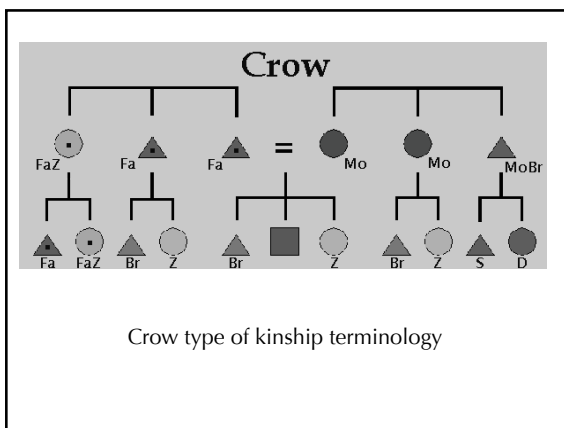 Crow
=
FaZ Fa Fa Mo Mo MoBr
Fa FaZ Br Z Br Z Br Z S D
Crow type of kinship terminology